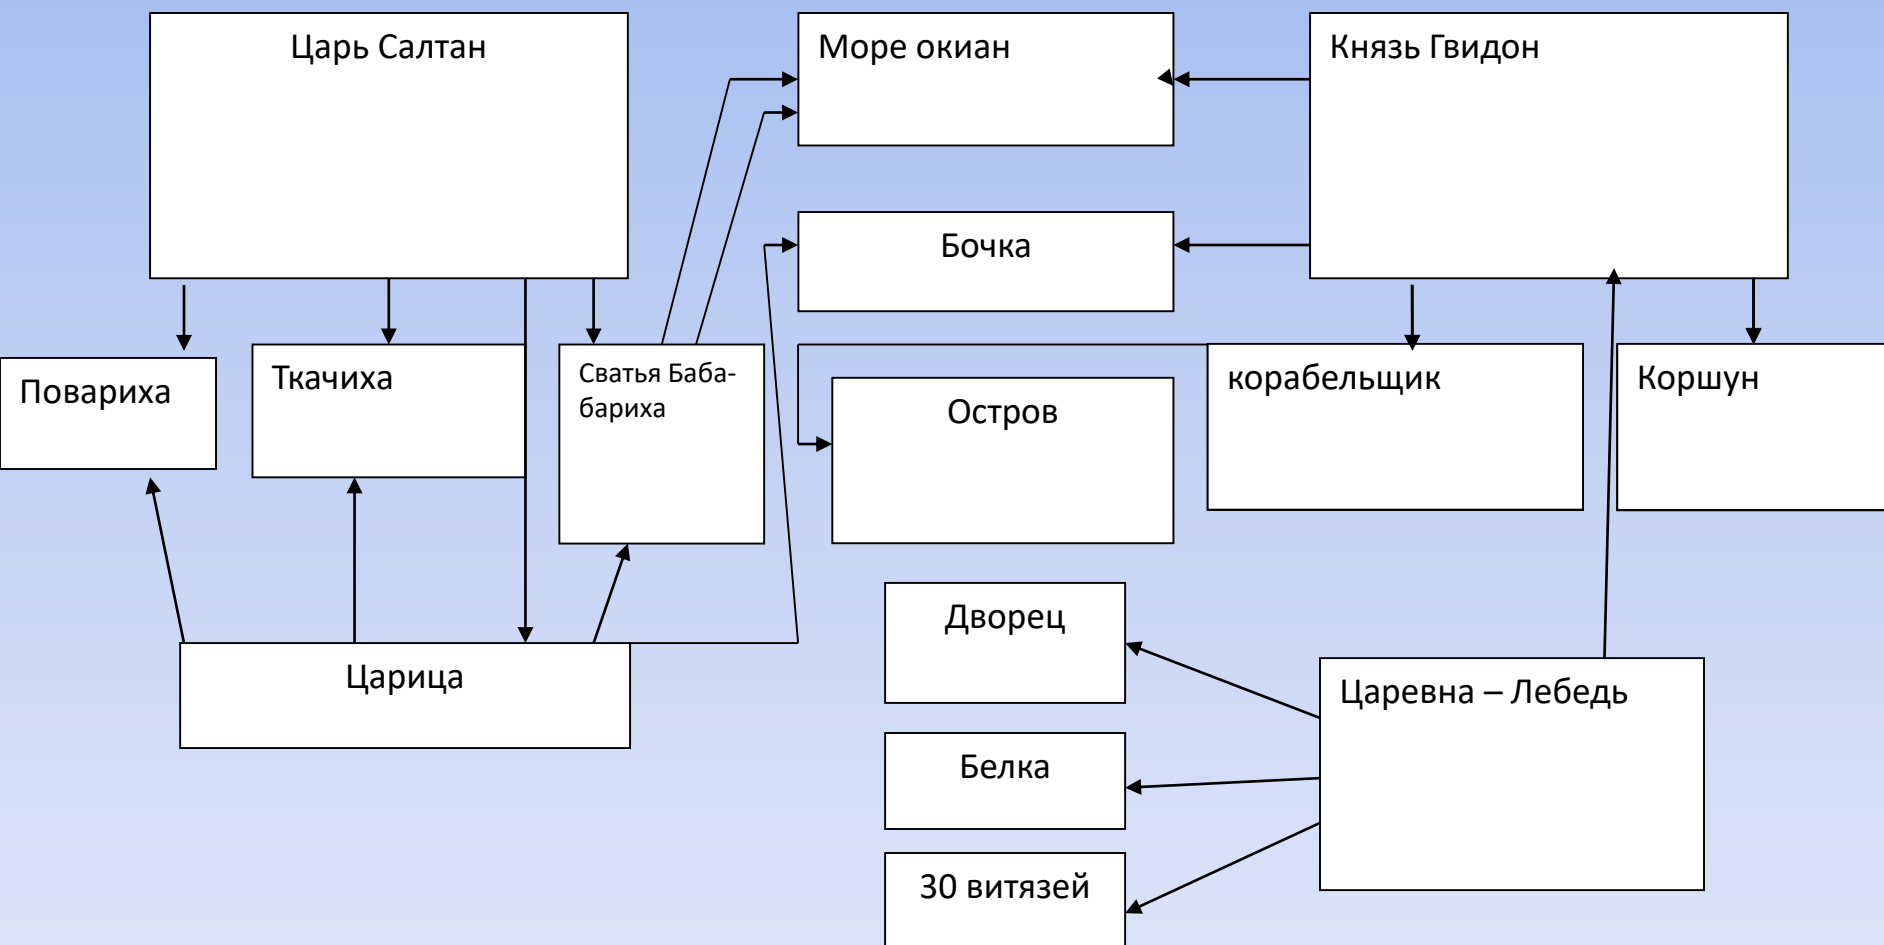 Царь Салтан
Море окиан
Князь Гвидон
Бочка
Повариха
Ткачиха
Сватья Баба-
бариха
Остров
корабельщик
Коршун
Царица
Дворец
Царевна – Лебедь
Белка
30 витязей